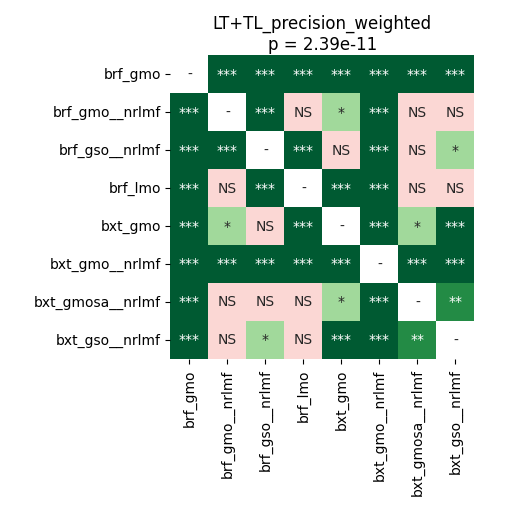 LT+TL_precision_weighted
p = 2.39e-11
brf_gmo - *** *** *** *** *** *** ***
brf_gmo__nrlmf *** - *** NS * *** NS NS
brf_gso__nrlmf *** *** - *** NS *** NS *
brf_lmo *** NS *** - *** *** NS NS
bxt_gmo *** * NS *** - *** * ***
bxt_gmo__nrlmf *** *** *** *** *** - *** ***
bxt_gmosa__nrlmf *** NS NS NS * *** - **
bxt_gso__nrlmf *** NS * NS *** *** ** -
brf_gmo
brf_gmo__nrlmf
brf_gso__nrlmf
brf_lmo
bxt_gmo
bxt_gmo__nrlmf
bxt_gmosa__nrlmf
bxt_gso__nrlmf